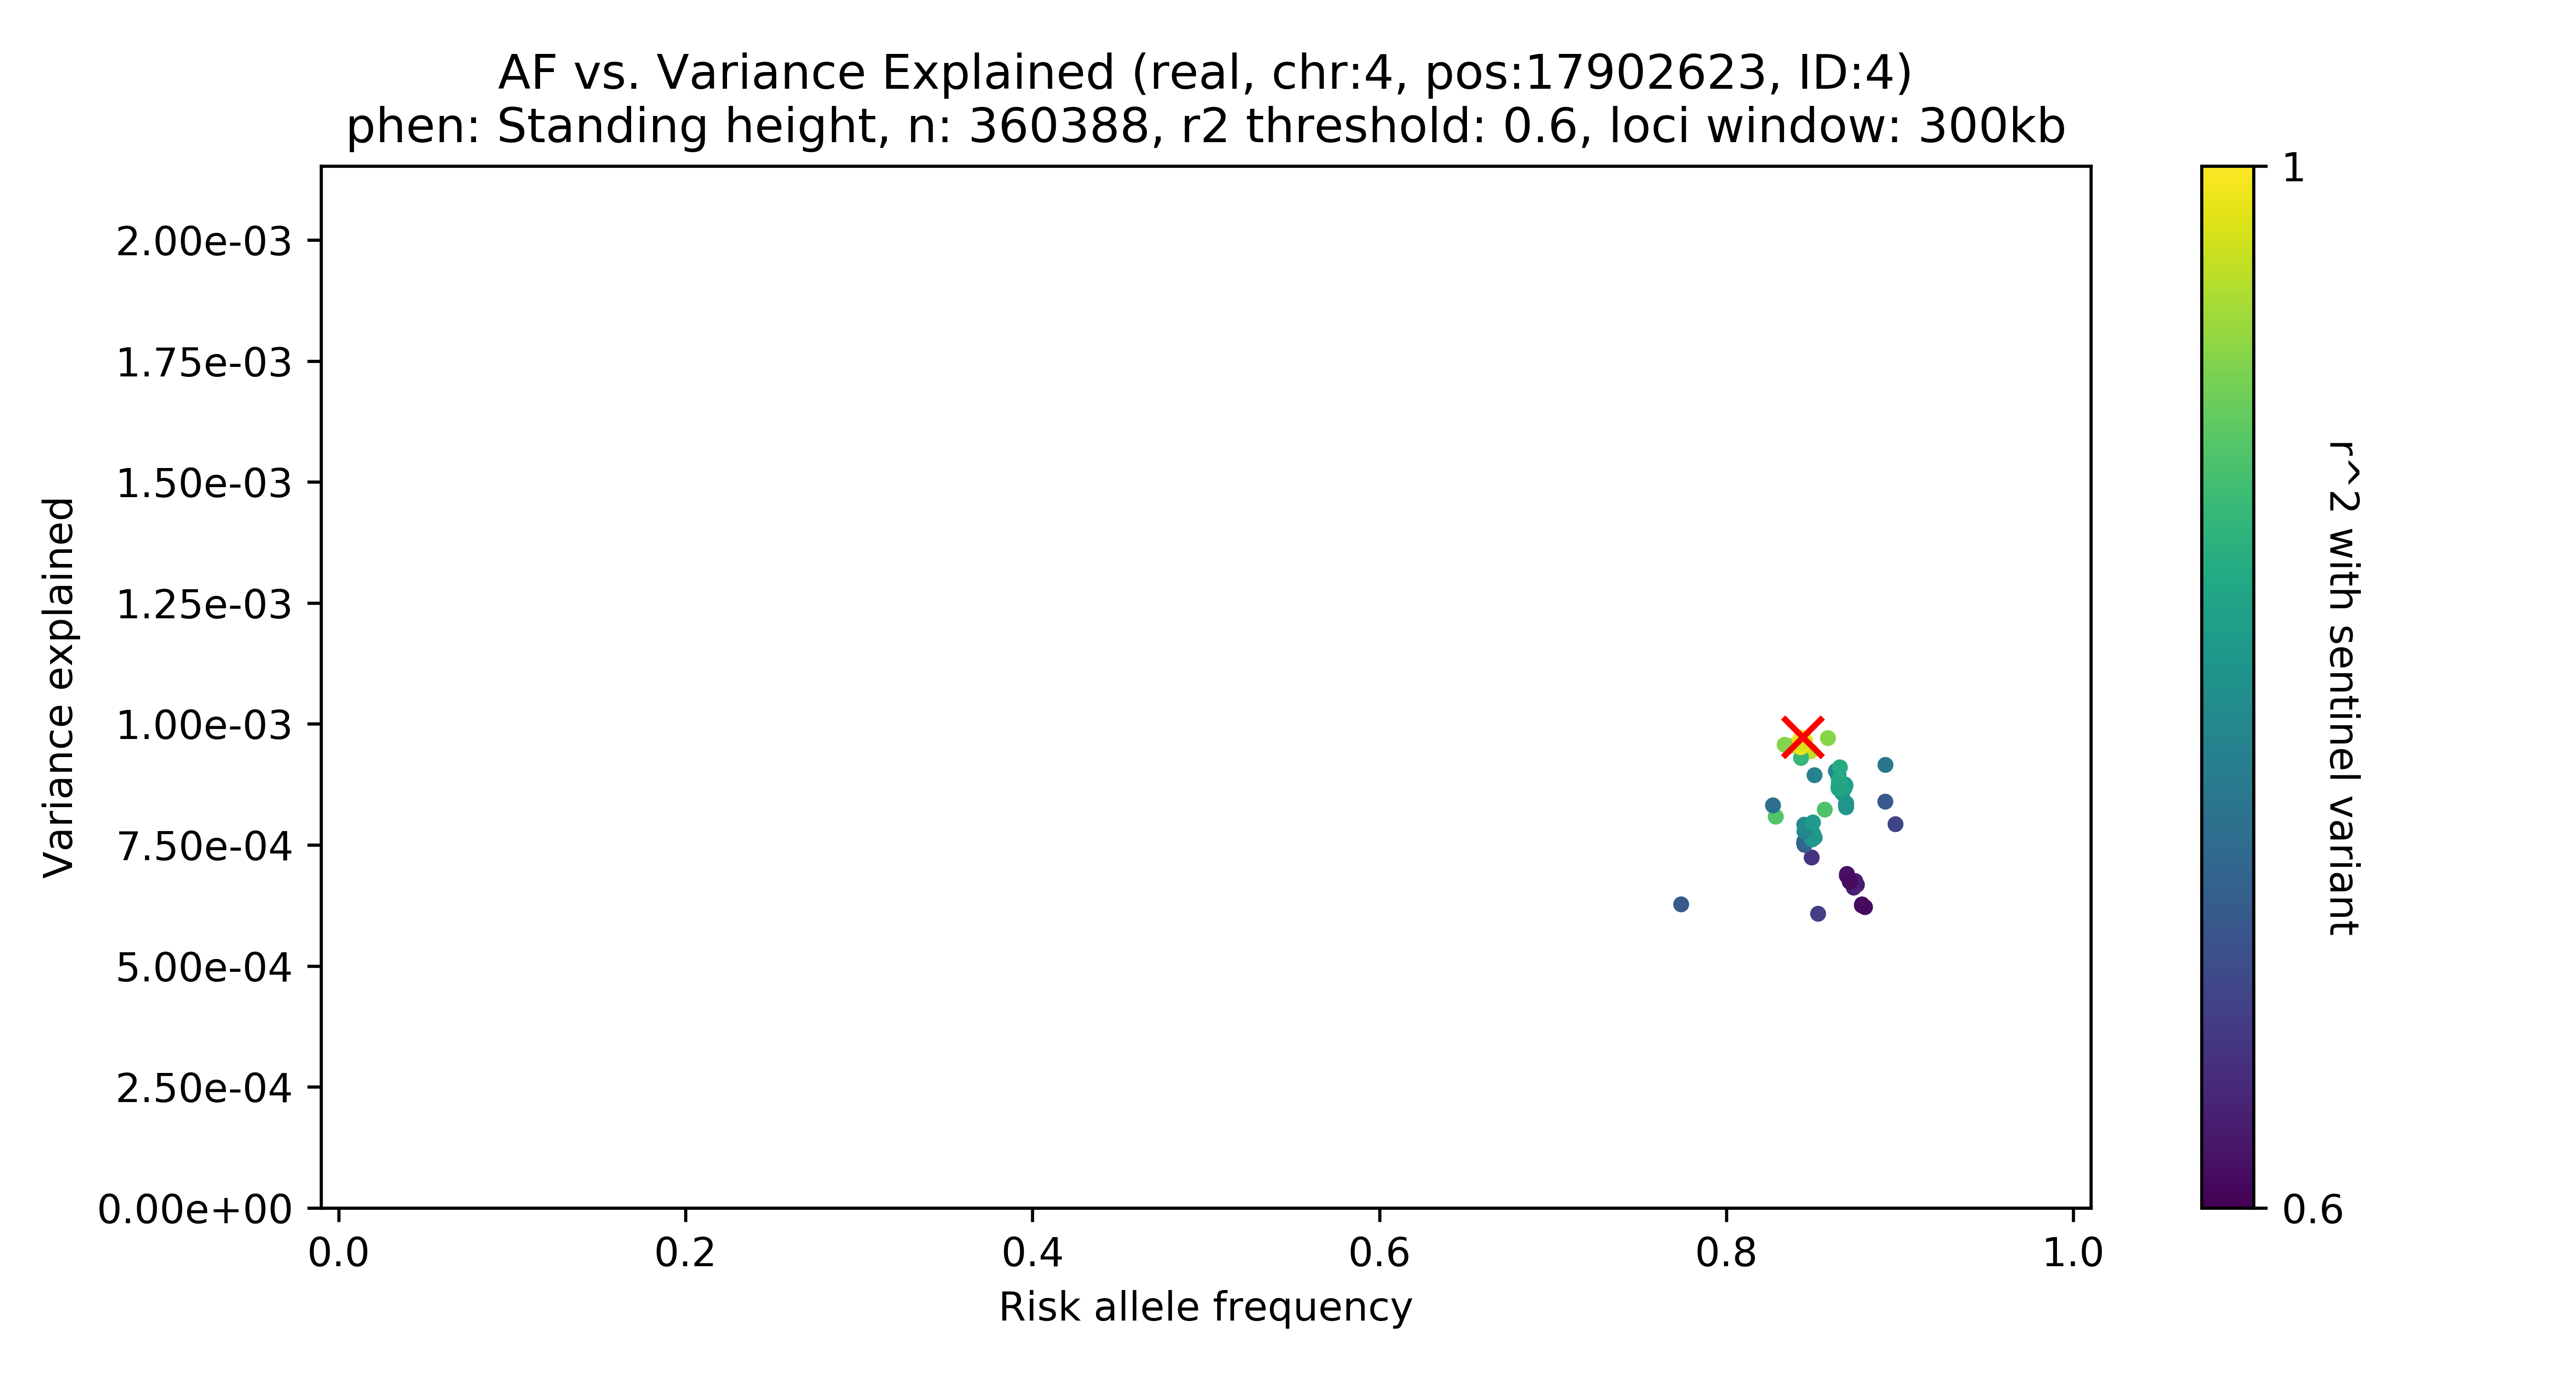 AF vs. Variance Explained (real, chr:4, pos:17902623, ID:4)
phen: Standing height, n: 360388, r2 threshold: 0.6, loci window: 300kb
2.00e-03
1.75e-03
1.50e-03
1.25e-03
1.00e-03
7.50e-04
5.00e-04
2.50e-04
0.00e+00
Variance explained
0.0
0.2
0.4
0.6
0.8
1.0
Risk allele frequency
1
0.6
r^2 with sentinel variant